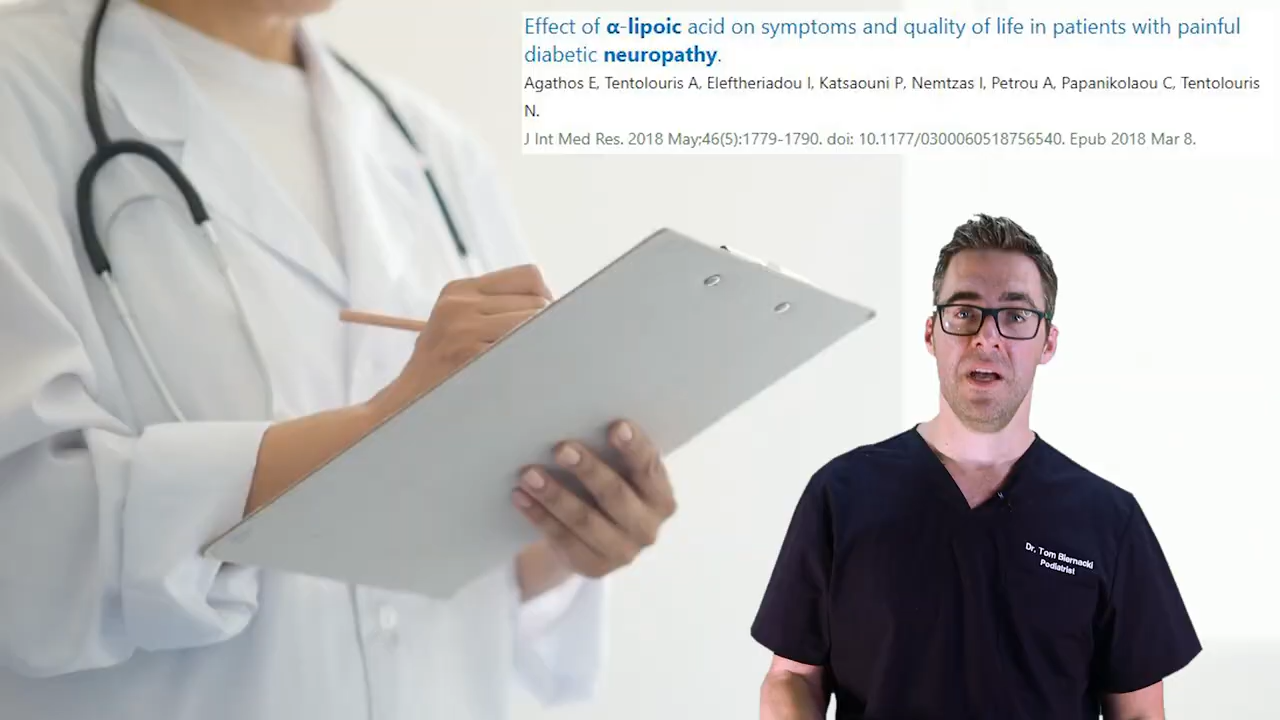 Effect of α-lipoic acid on symptoms and quality of life in patients with painful
diabetic neuropathy.
Agathos E, Tentolouris A, Eleftheriadou I, Katsaouni P, Nemtzas I, Petrou A, Papanikolaou C, Tentolouris
N.
J Int Med Res. 2018 May;46(5):1779-1790. doi: 10.1177/0300060518756540. Epub 2018 Mar 8.
Dr. Tom Biernacki
Podiatrist